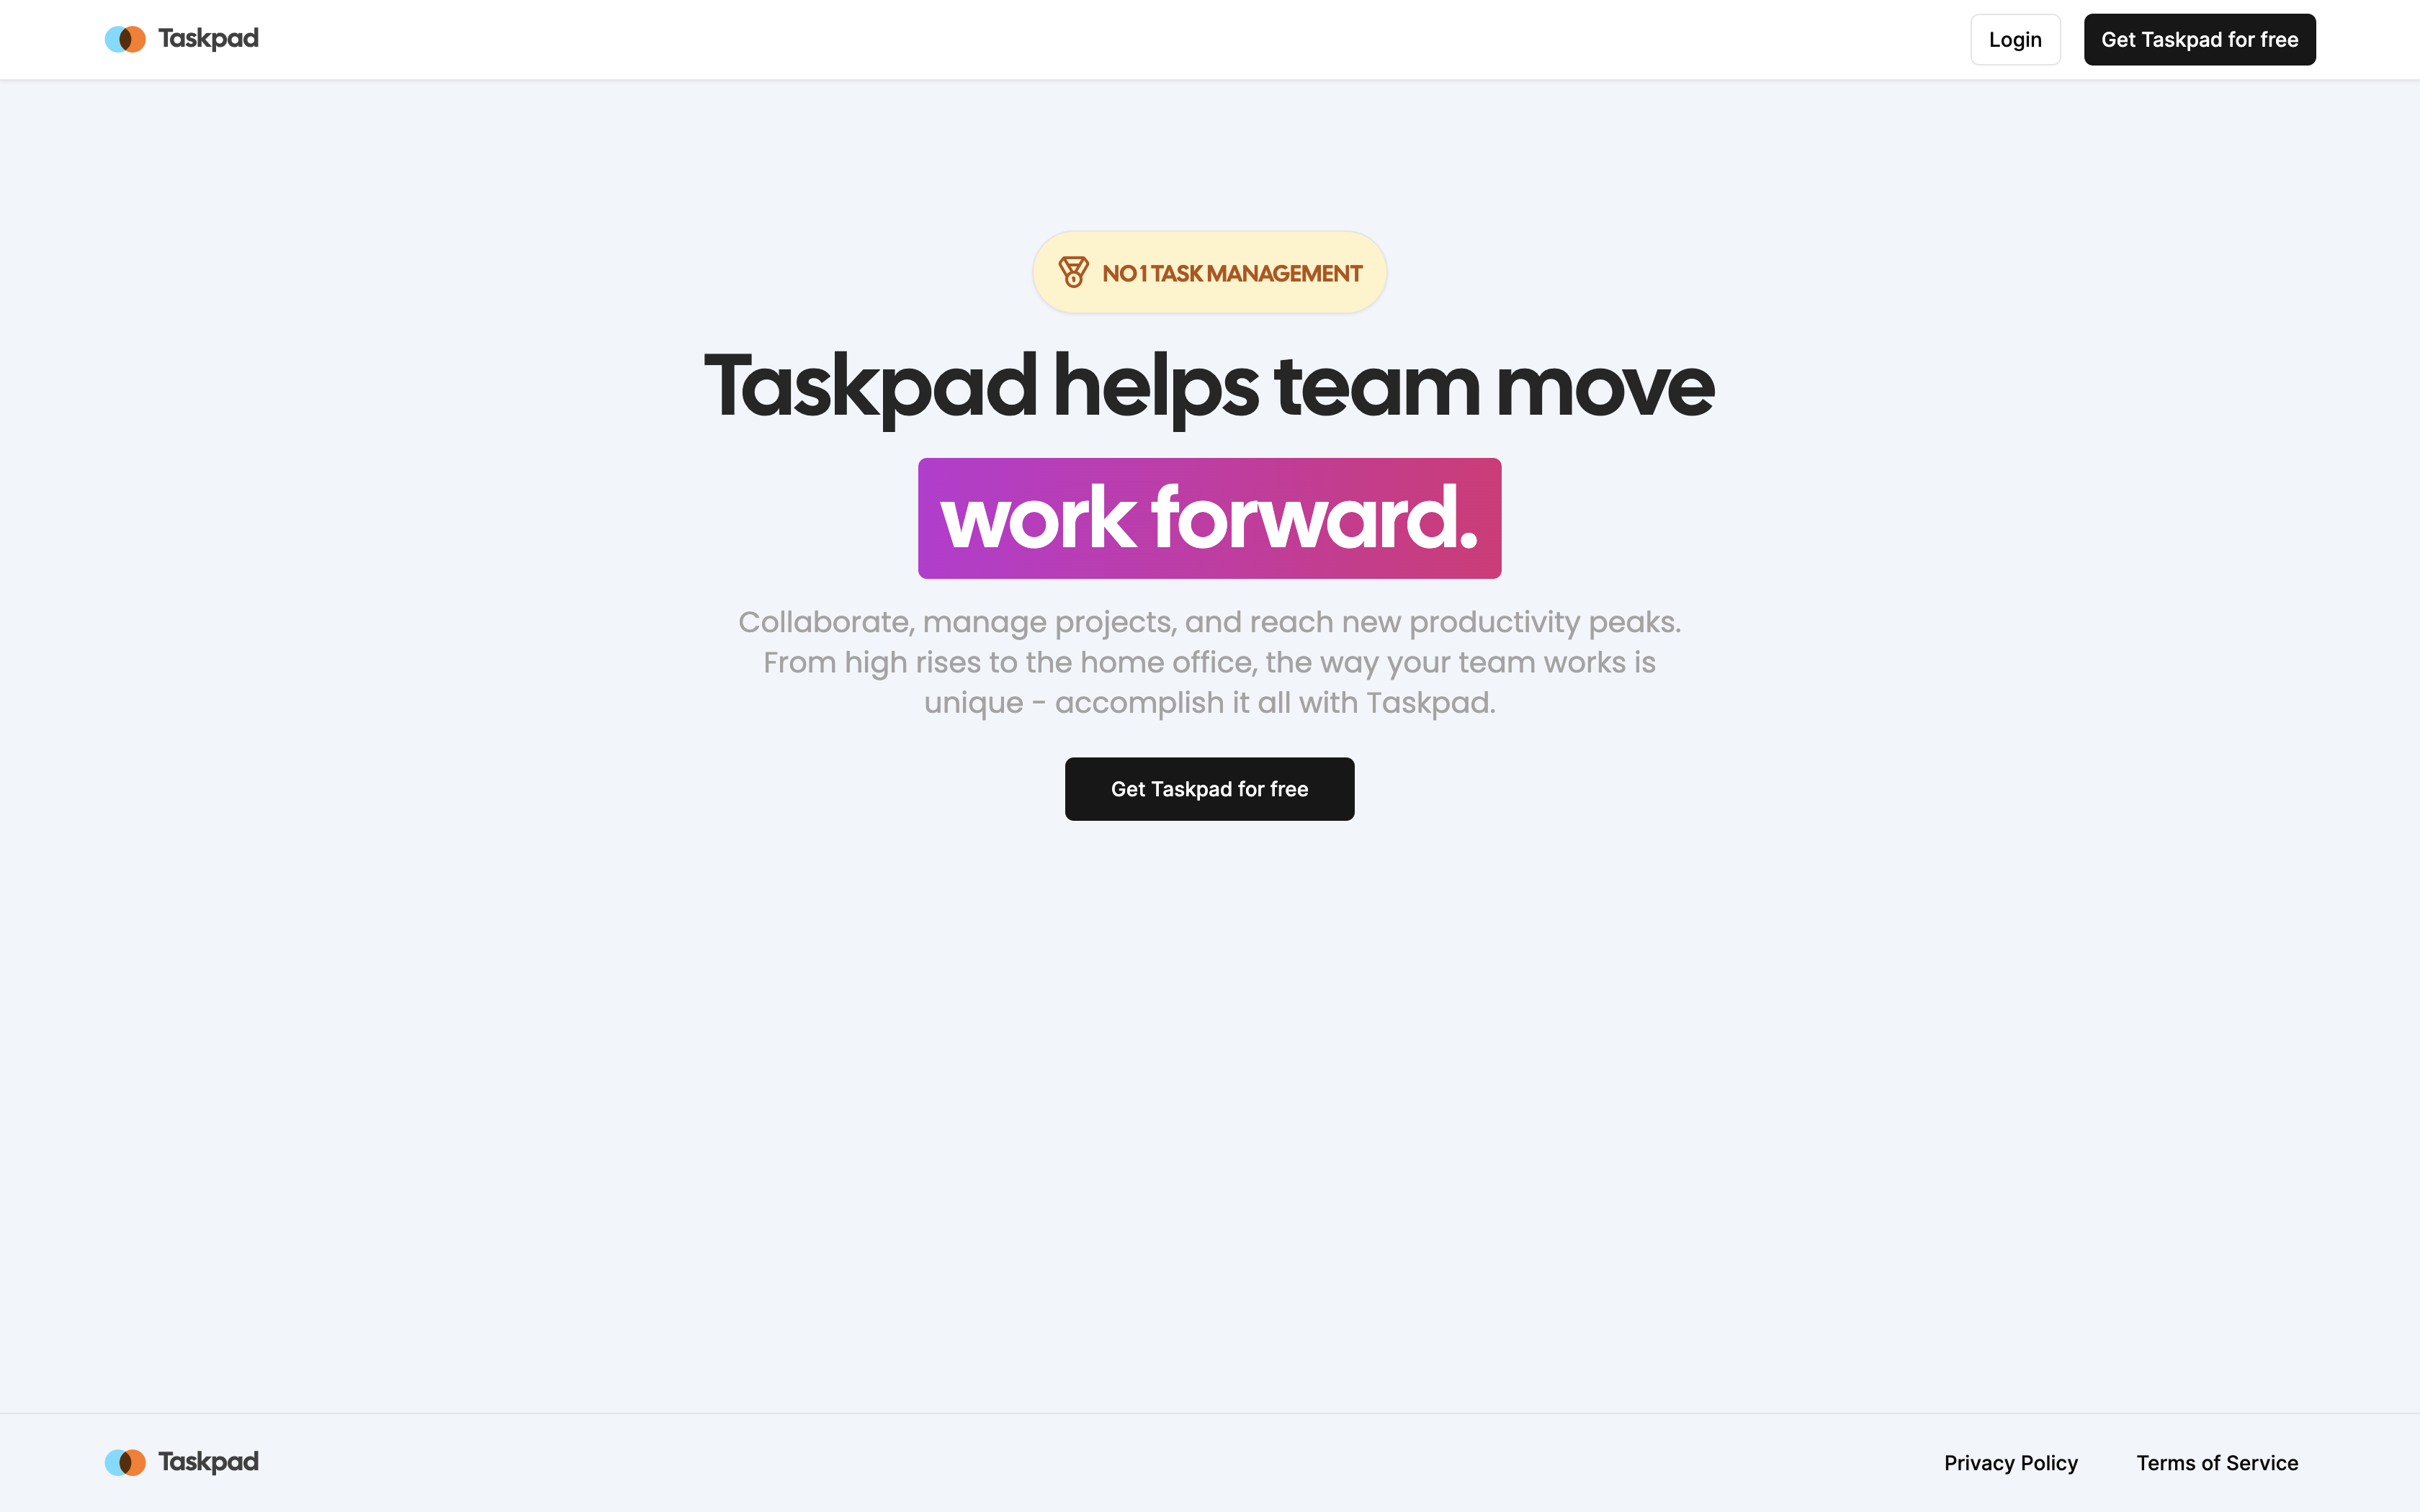 Taskpad
Login
Get Taskpad for free
NO 1 TASK MANAGEMENT
Taskpad helps team move
work forward.
Collaborate, manage projects, and reach new productivity peaks.
From high rises to the home office, the way your team works is
unique - accomplish it all with Taskpad.
Get Taskpad for free
Taskpad
Privacy Policy
Terms of Service